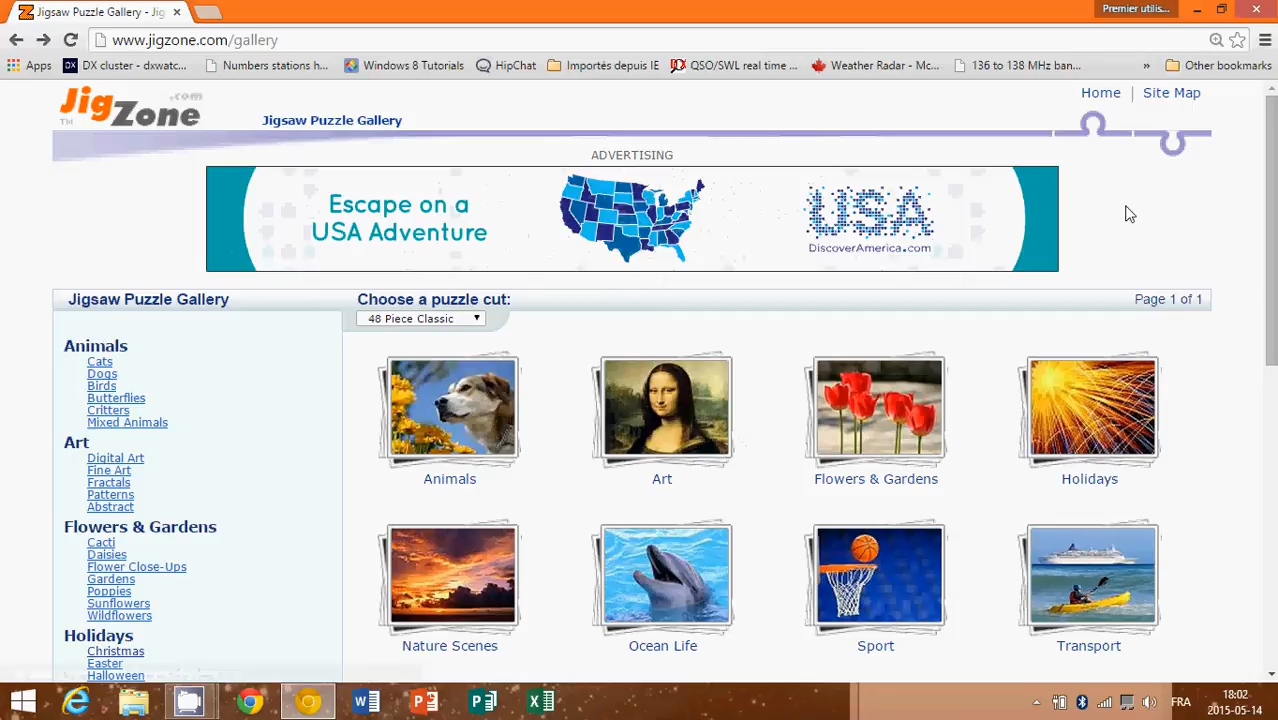 Jigsaw Puzzle Gallery - Jig
Premier utilis...
www.jigzone.com/gallery
Apps
DX cluster - dxwatc...
Numbers stations h...
Windows 8 Tutorials
HipChat
Importés depuis IE
QSO/SWL real time ...
Weather Radar - Mc...
136 to 138 MHz ban...
»
Other bookmarks
JigZone.com
TM
Jigsaw Puzzle Gallery
Home | Site Map
ADVERTISING
Escape on a
USA Adventure
USA
DiscoverAmerica.com
Jigsaw Puzzle Gallery
Choose a puzzle cut:
Page 1 of 1
48 Piece Classic
Animals
Cats
Dogs
Birds
Butterflies
Critters
Mixed Animals
Art
Digital Art
Fine Art
Fractals
Patterns
Abstract
Flowers & Gardens
Cacti
Daisies
Flower Close-Ups
Gardens
Poppies
Sunflowers
Wildflowers
Holidays
Christmas
Easter
Halloween
Animals
Art
Flowers & Gardens
Holidays
Nature Scenes
Ocean Life
Sport
Transport
FRA
18:02
2015-05-14